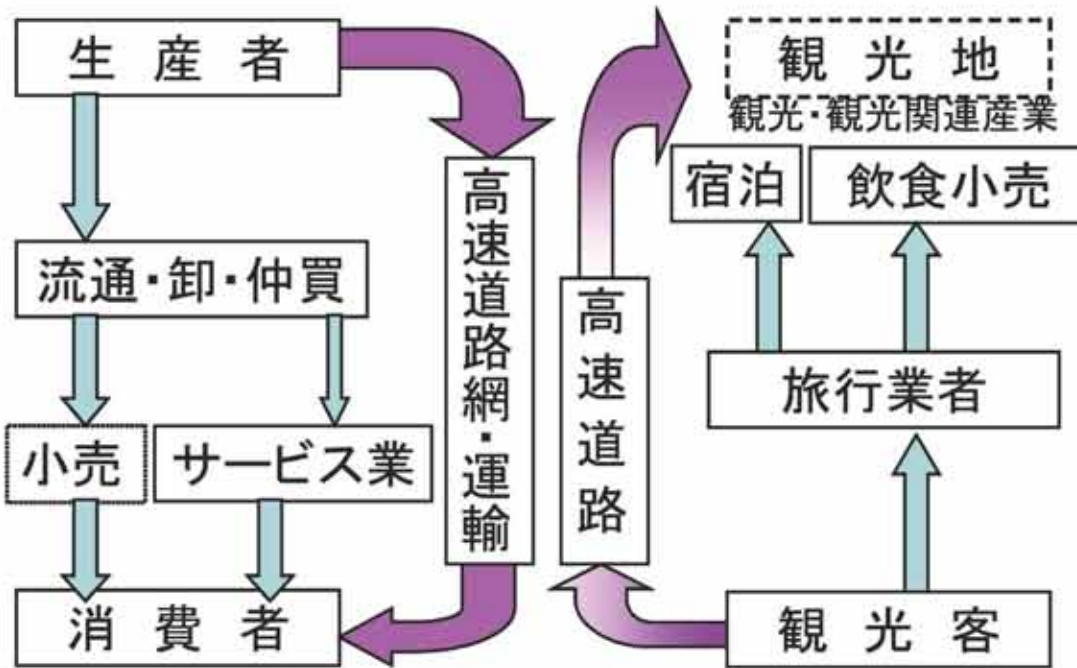 生産者
流通・卸・仲買
小売
サービス業
消費者
高速道路網・運輸
高速道路
観光地
観光・観光関連産業
宿泊
飲食小売
旅行業者
観光客